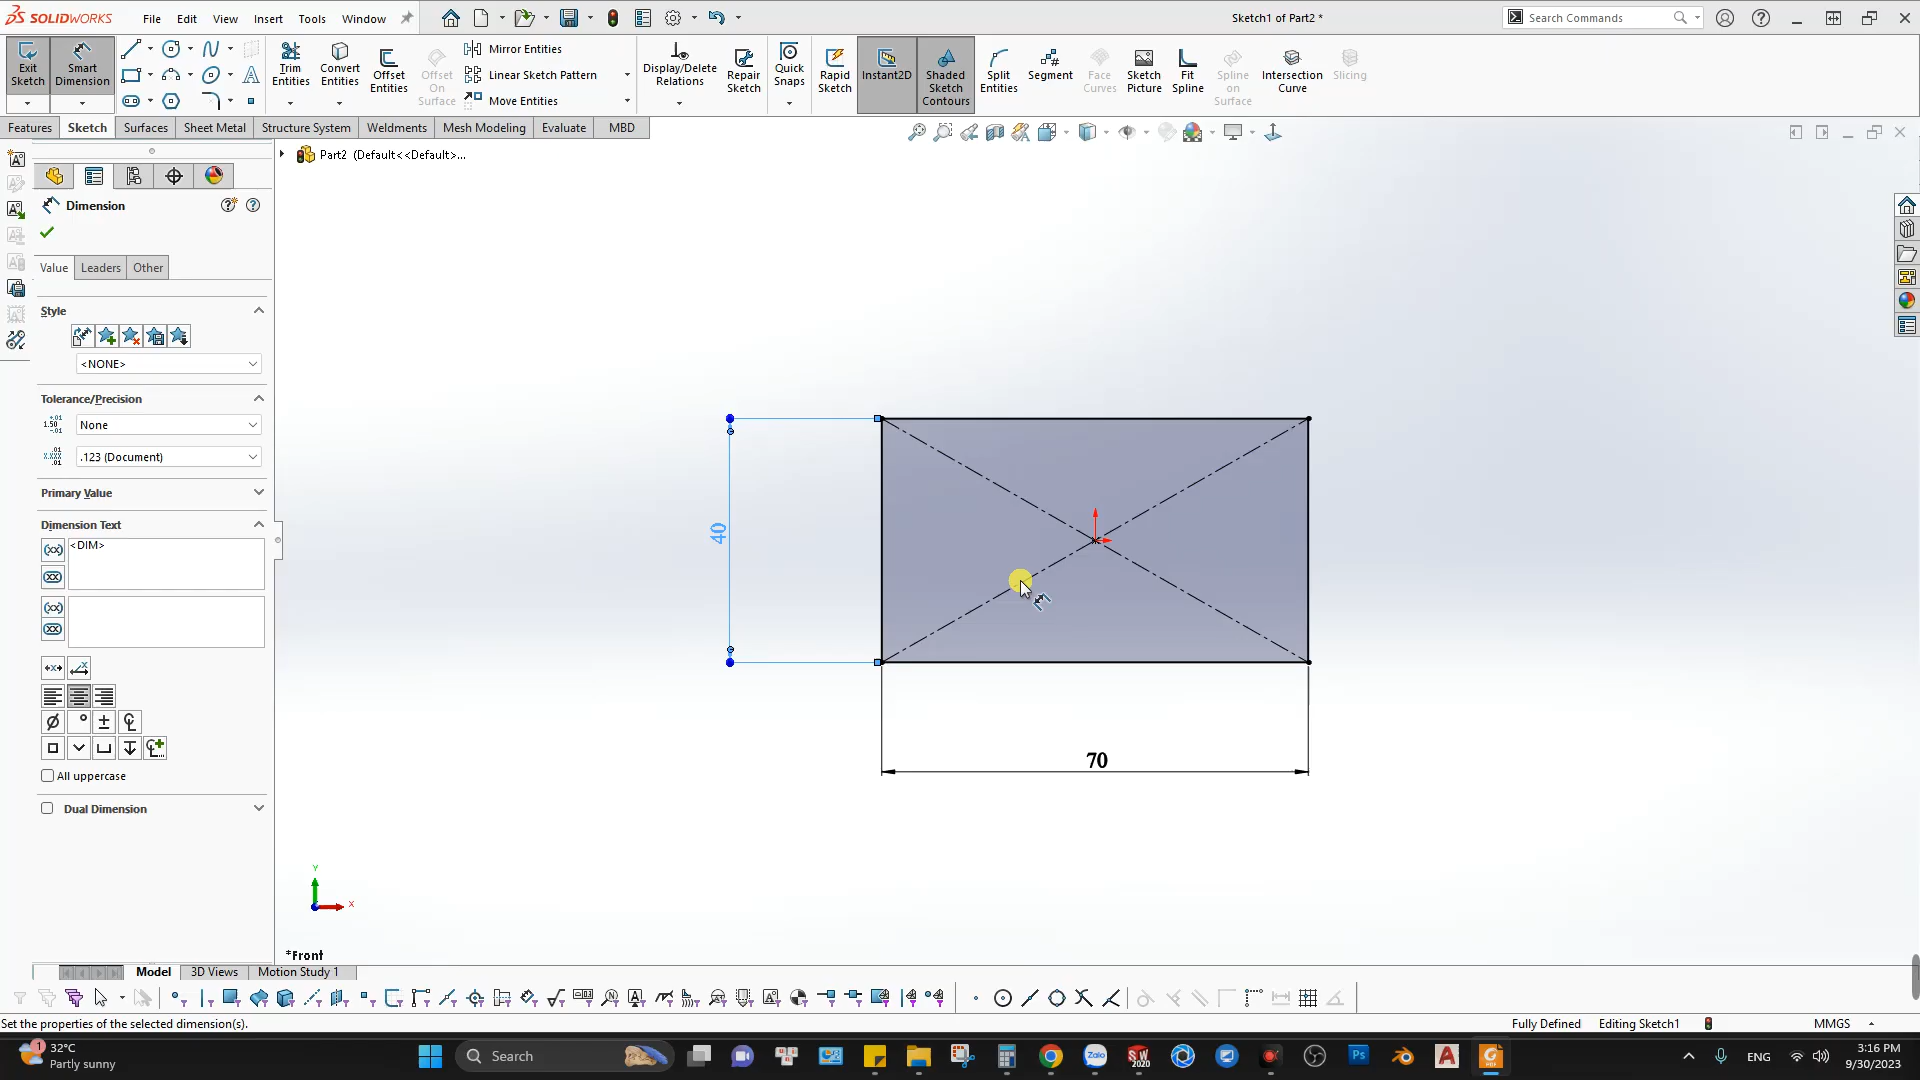 SOLIDWORKS
File Edit View Insert Tools Window
Sketch1 of Part2 *
Search Commands
Exit Sketch
Smart Dimension
Trim Entities
Convert Entities
Offset Entities
Offset On Surface
Mirror Entities
Linear Sketch Pattern
Move Entities
Display/Delete Relations
Repair Sketch
Quick Snaps
Rapid Sketch
Instant2D
Shaded Sketch Contours
Split Entities
Segment
Face Curves
Sketch Picture
Fit Spline
Spline on Surface
Intersection Curve
Slicing
Features Sketch Surfaces Sheet Metal Structure System Weldments Mesh Modeling Evaluate MBD
Part2 (Default<<Default>...
Dimension
Value Leaders Other
Style
<NONE>
Tolerance/Precision
None
.123 (Document)
Primary Value
Dimension Text
<DIM>
All uppercase
Dual Dimension
40
70
Y
X
*Front
Model 3D Views Motion Study 1
Set the properties of the selected dimension(s).
Fully Defined Editing Sketch1 MMGS
1
32°C
Partly sunny
Search
Zalo
SW
2020
Ps
A
ENG
3:16 PM
9/30/2023